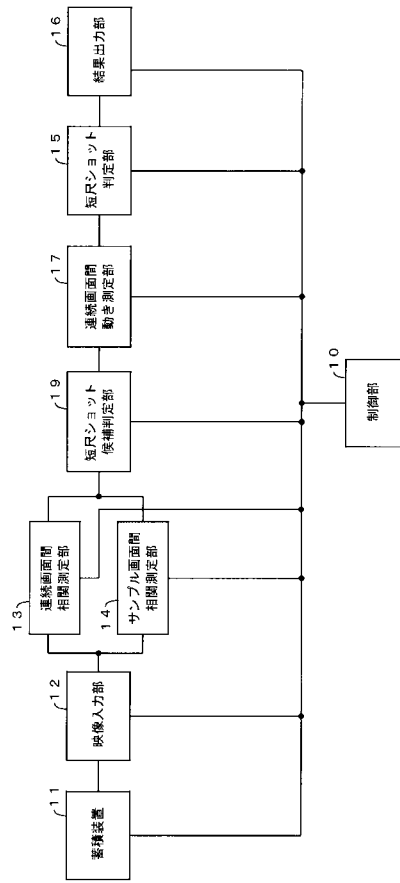 １１
蓄積装置
１２
映像入力部
１３
連続画面間
相関測定部
１４
サンプル画面間
相関測定部
１９
短尺ショット
候補判定部
１７
連続画面間
動き測定部
１５
短尺ショット
判定部
１６
結果出力部
１０
制御部